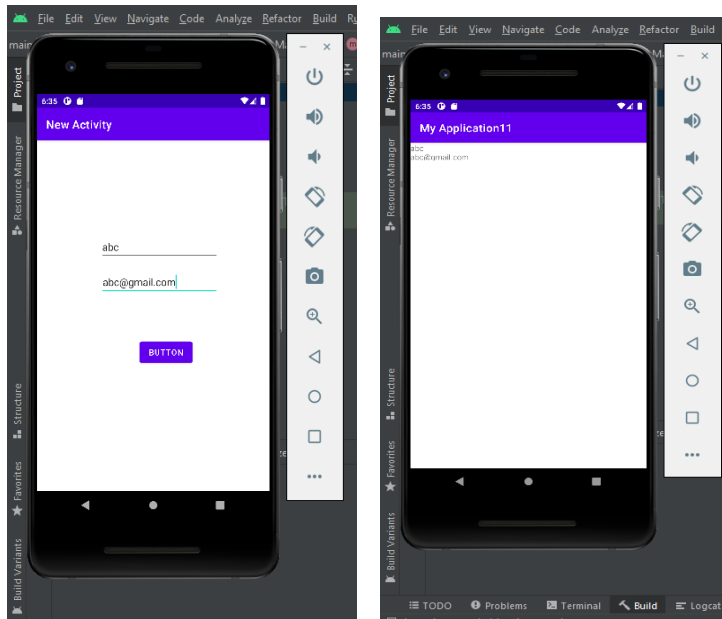 File Edit View Navigate Code Analyze Refactor Build
main
Project
Resource Manager
Structure
Favorites
Build Variants
6:35
New Activity
abc
abc@gmail.com
BUTTON
File Edit View Navigate Code Analyze Refactor Build
main
Project
Resource Manager
Structure
Favorites
Build Variants
6:35
My Application11
abc
abc@gmail.com
TODO Problems Terminal Build Logcat